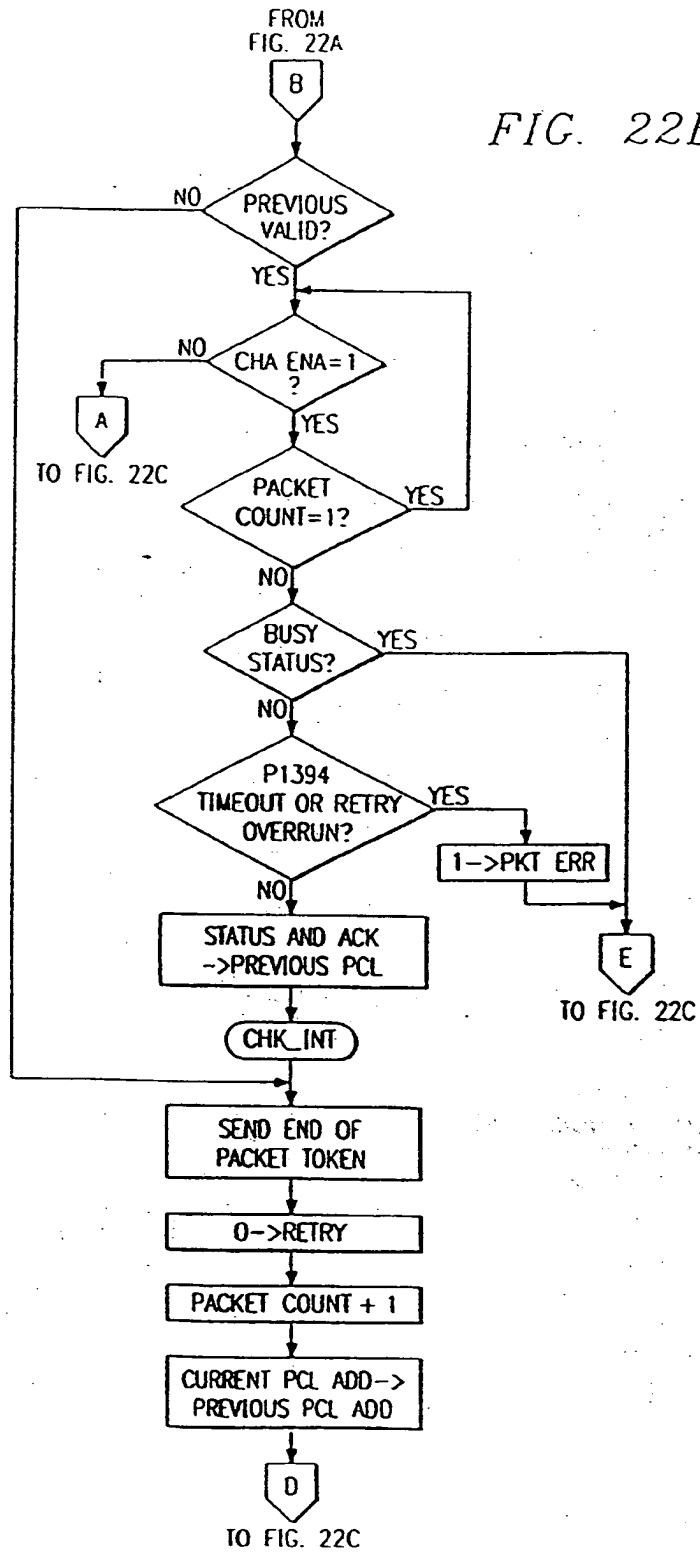 FROM
FIG. 22A
B
FIG. 22B
PREVIOUS
VALID?
NO
YES
CHA ENA=1
?
NO
A
TO FIG. 22C
YES
PACKET
COUNT=1?
YES
NO
BUSY
STATUS?
YES
NO
P1394
TIMEOUT OR RETRY
OVERRUN?
YES
1->PKT ERR
NO
STATUS AND ACK
->PREVIOUS PCL
E
TO FIG. 22C
CHK_INT
SEND END OF
PACKET TOKEN
0->RETRY
PACKET COUNT + 1
CURRENT PCL ADD->
PREVIOUS PCL ADD
D
TO FIG. 22C